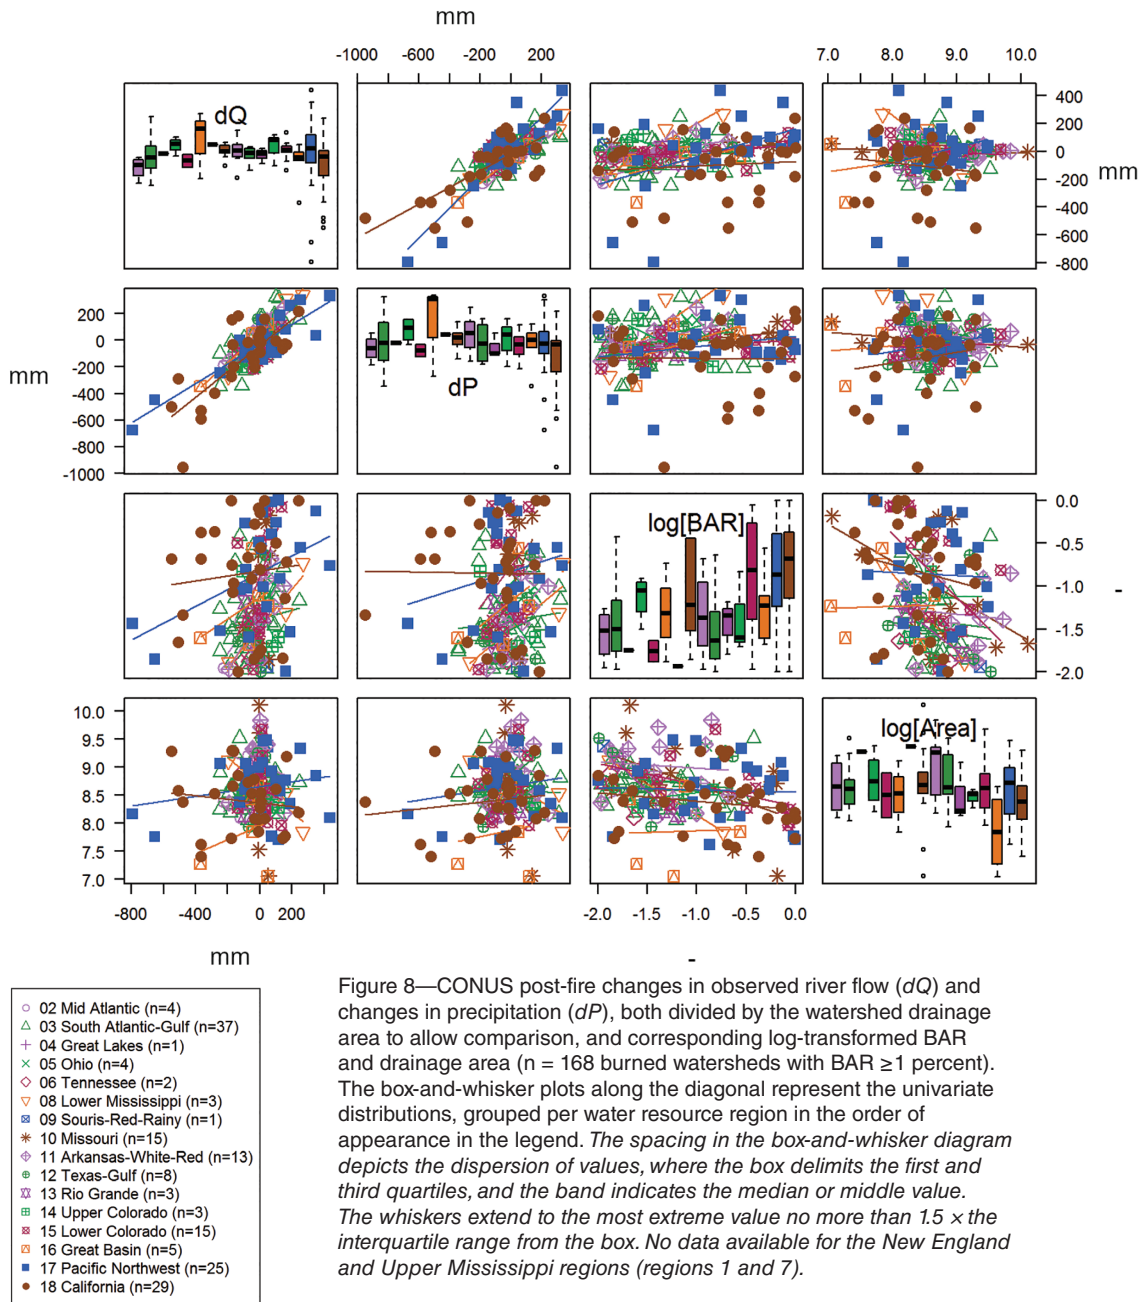 mm
-1000 -600 -200 200
7.0 8.0 9.0 10.1
dQ
400
200
0
-200
-400
-600
-800
mm
200
0
-200
-400
-600
-800
-1000
mm
dP
log[BAR]
0.0
-0.5
-1.0
-1.5
-2.0
-
10.0
9.5
9.0
8.5
8.0
7.5
7.0
log[Area]
-800 -400 0 200
-2.0 -1.5 -1.0 -0.5 0.0
mm
-
02 Mid Atlantic (n=4)
03 South Atlantic-Gulf (n=37)
04 Great Lakes (n=1)
05 Ohio (n=4)
06 Tennessee (n=2)
08 Lower Mississippi (n=3)
09 Souris-Red-Rainy (n=1)
10 Missouri (n=15)
11 Arkansas-White-Red (n=13)
12 Texas-Gulf (n=8)
13 Rio Grande (n=3)
14 Upper Colorado (n=3)
15 Lower Colorado (n=15)
16 Great Basin (n=5)
17 Pacific Northwest (n=25)
18 California (n=29)
Figure 8—CONUS post-fire changes in observed river flow (dQ) and
changes in precipitation (dP), both divided by the watershed drainage
area to allow comparison, and corresponding log-transformed BAR
and drainage area (n = 168 burned watersheds with BAR ≥1 percent).
The box-and-whisker plots along the diagonal represent the univariate
distributions, grouped per water resource region in the order of
appearance in the legend. The spacing in the box-and-whisker diagram
depicts the dispersion of values, where the box delimits the first and
third quartiles, and the band indicates the median or middle value.
The whiskers extend to the most extreme value no more than 1.5 × the
interquartile range from the box. No data available for the New England
and Upper Mississippi regions (regions 1 and 7).